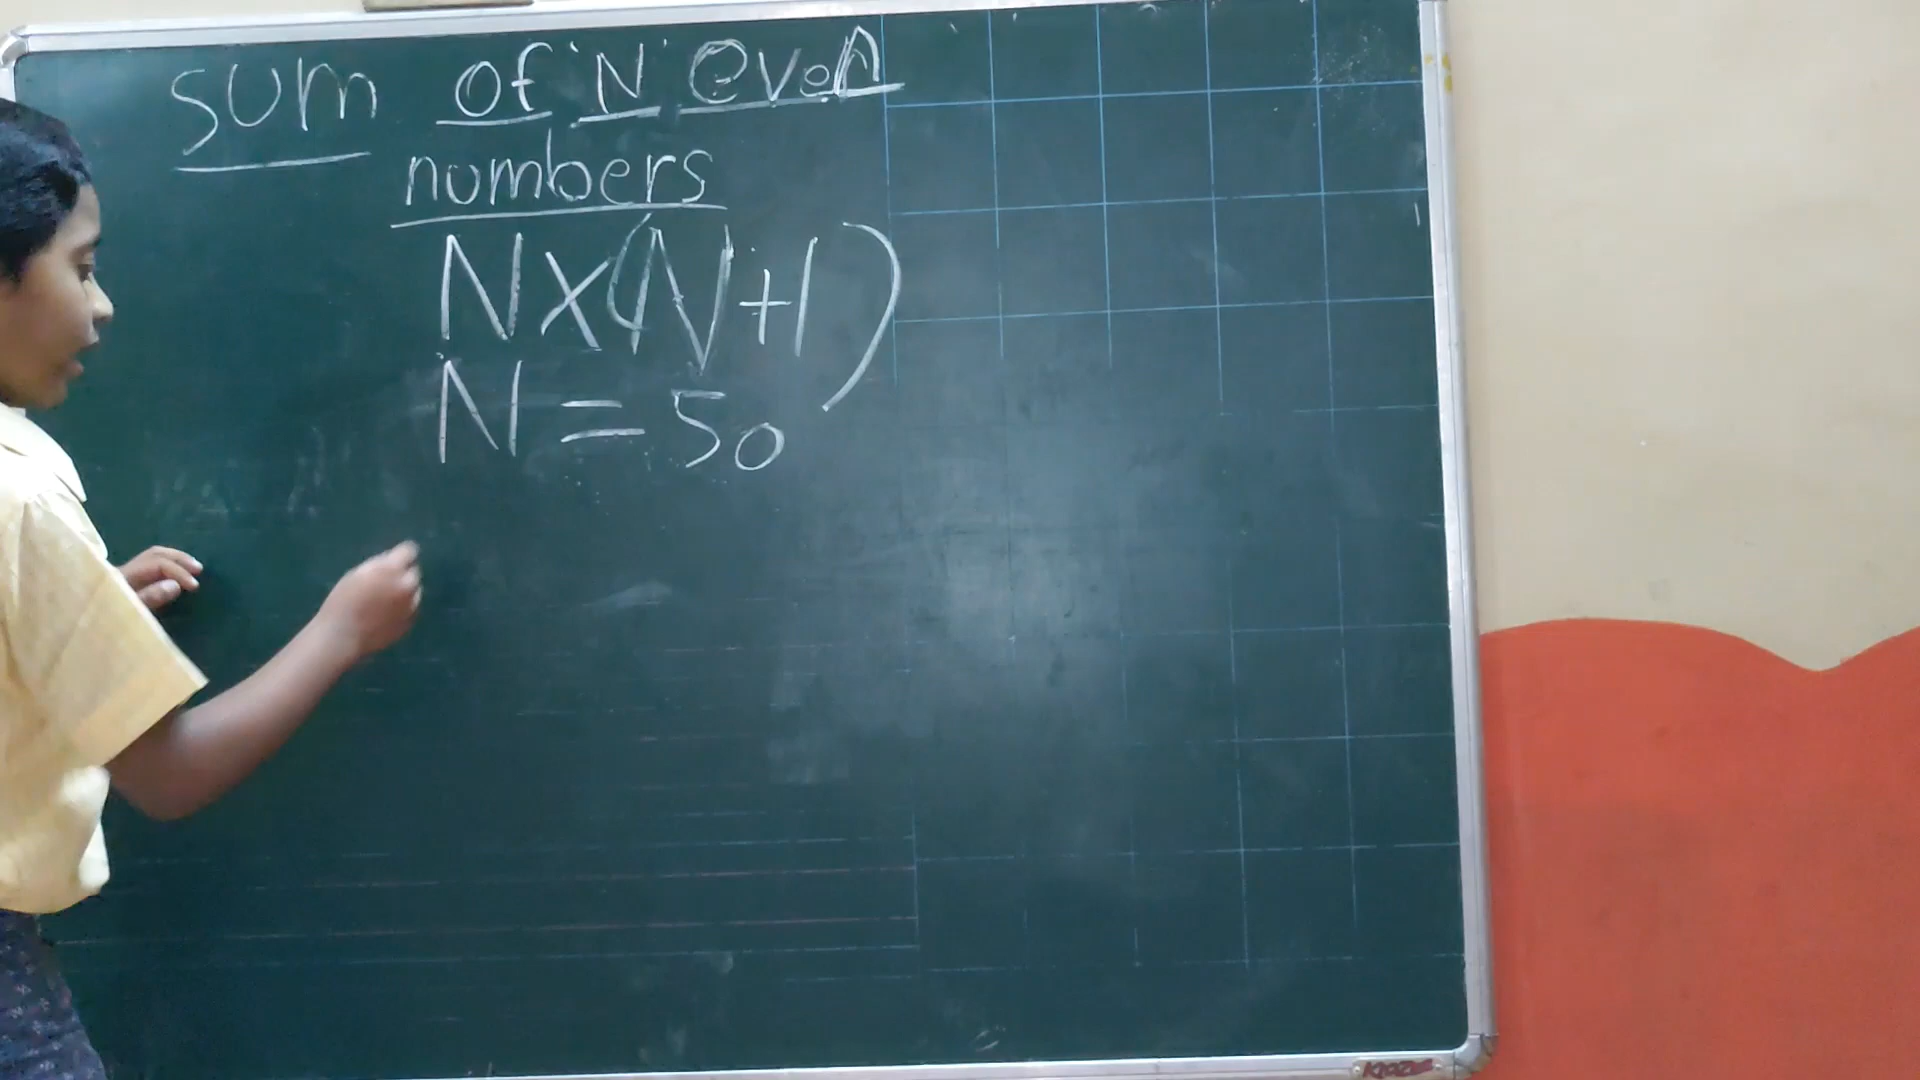 sum of 'N' even
numbers
N×(N+1)
N = 50